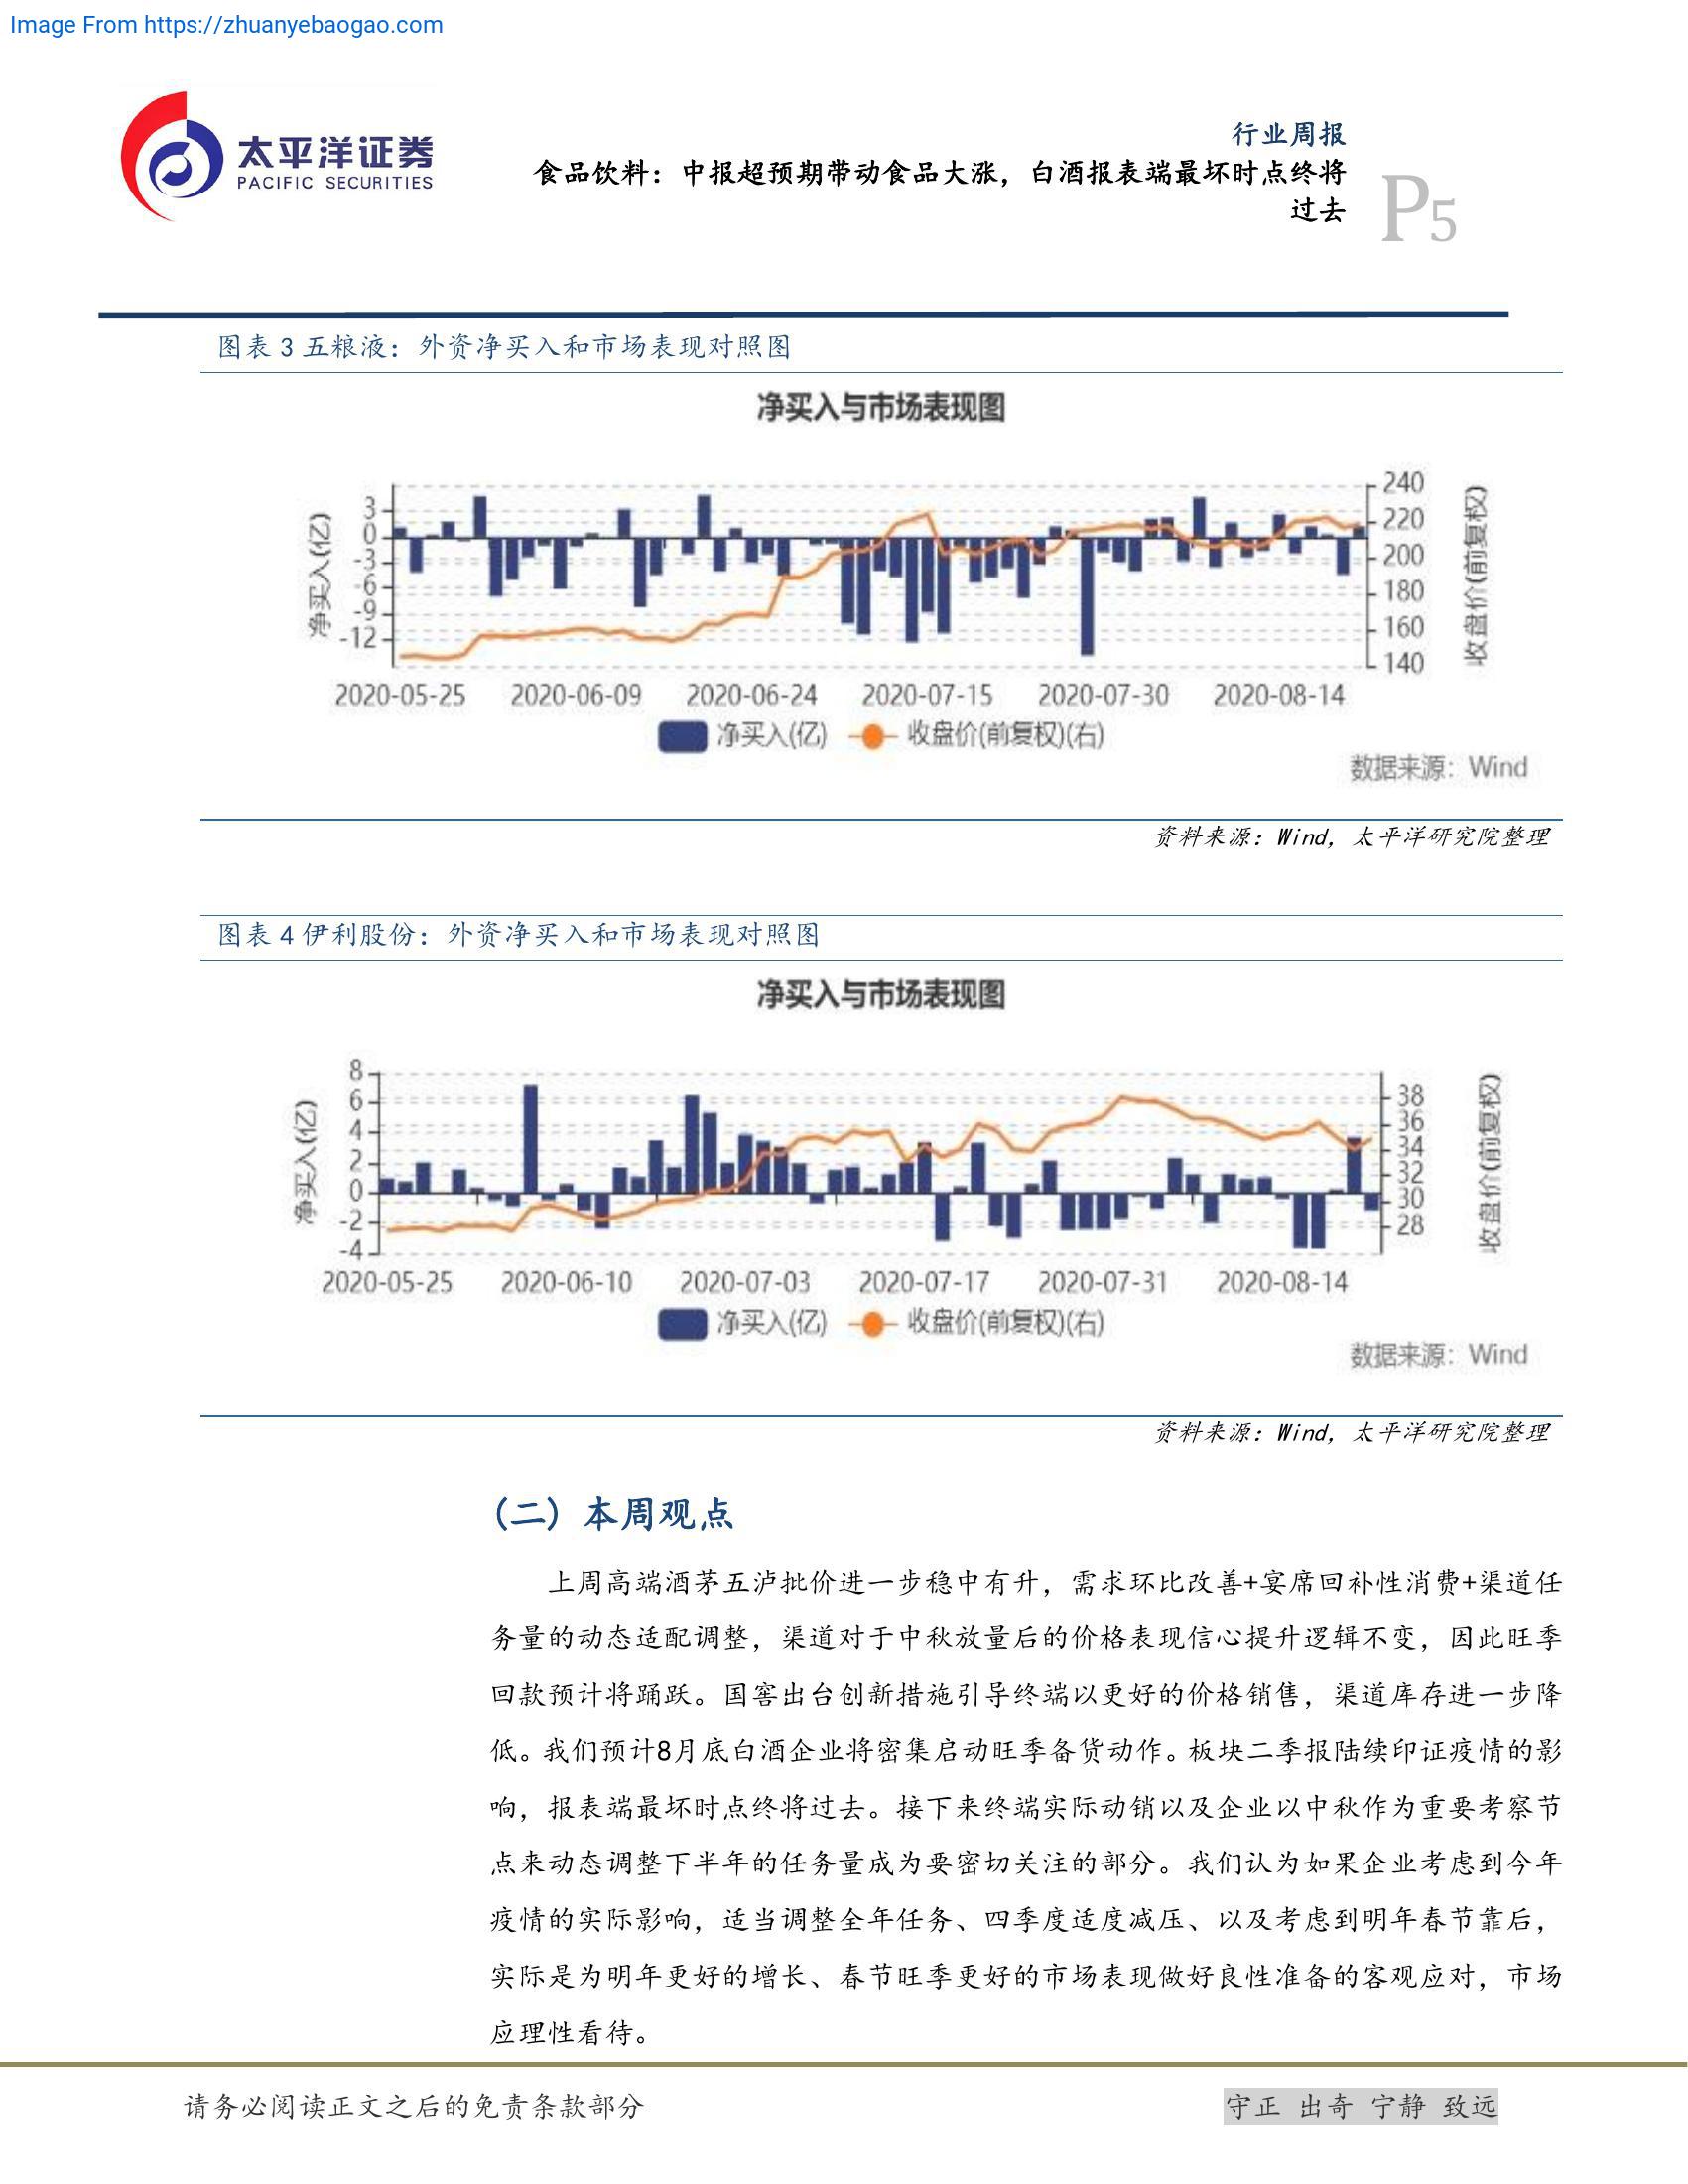 Image From https://zhuanyebaogao.com
太平洋证券
PACIFIC SECURITIES
行业周报
食品饮料：中报超预期带动食品大涨，白酒报表端最坏时点终将
过去
P5
图表 3 五粮液：外资净买入和市场表现对照图
净买入与市场表现图
净买入(亿)
3
0
-3
-6
-9
-12
240
220
200
180
160
140
收盘价(前复权)
2020-05-25 2020-06-09 2020-06-24 2020-07-15 2020-07-30 2020-08-14
净买入(亿) 收盘价(前复权)(右)
数据来源：Wind
资料来源：Wind，太平洋研究院整理
图表 4 伊利股份：外资净买入和市场表现对照图
净买入与市场表现图
净买入(亿)
8
6
4
2
0
-2
-4
38
36
34
32
30
28
收盘价(前复权)
2020-05-25 2020-06-10 2020-07-03 2020-07-17 2020-07-31 2020-08-14
净买入(亿) 收盘价(前复权)(右)
数据来源：Wind
资料来源：Wind，太平洋研究院整理
(二) 本周观点
上周高端酒茅五泸批价进一步稳中有升，需求环比改善+宴席回补性消费+渠道任
务量的动态适配调整，渠道对于中秋放量后的价格表现信心提升逻辑不变，因此旺季
回款预计将踊跃。国窖出台创新措施引导终端以更好的价格销售，渠道库存进一步降
低。我们预计8月底白酒企业将密集启动旺季备货动作。板块二季报陆续印证疫情的影
响，报表端最坏时点终将过去。接下来终端实际动销以及企业以中秋作为重要考察节
点来动态调整下半年的任务量成为要密切关注的部分。我们认为如果企业考虑到今年
疫情的实际影响，适当调整全年任务、四季度适度减压、以及考虑到明年春节靠后，
实际是为明年更好的增长、春节旺季更好的市场表现做好良性准备的客观应对，市场
应理性看待。
请务必阅读正文之后的免责条款部分
守正 出奇 宁静 致远